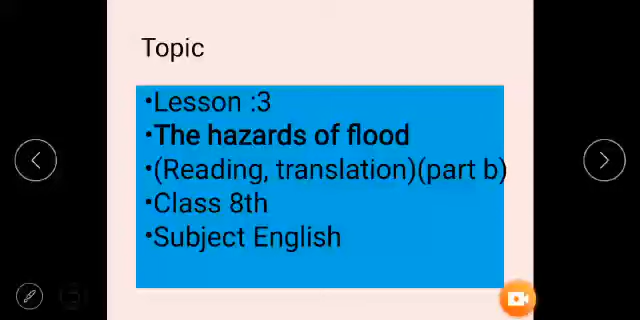 Topic
•Lesson :3
•The hazards of flood
•(Reading, translation)(part b)
•Class 8th
•Subject English